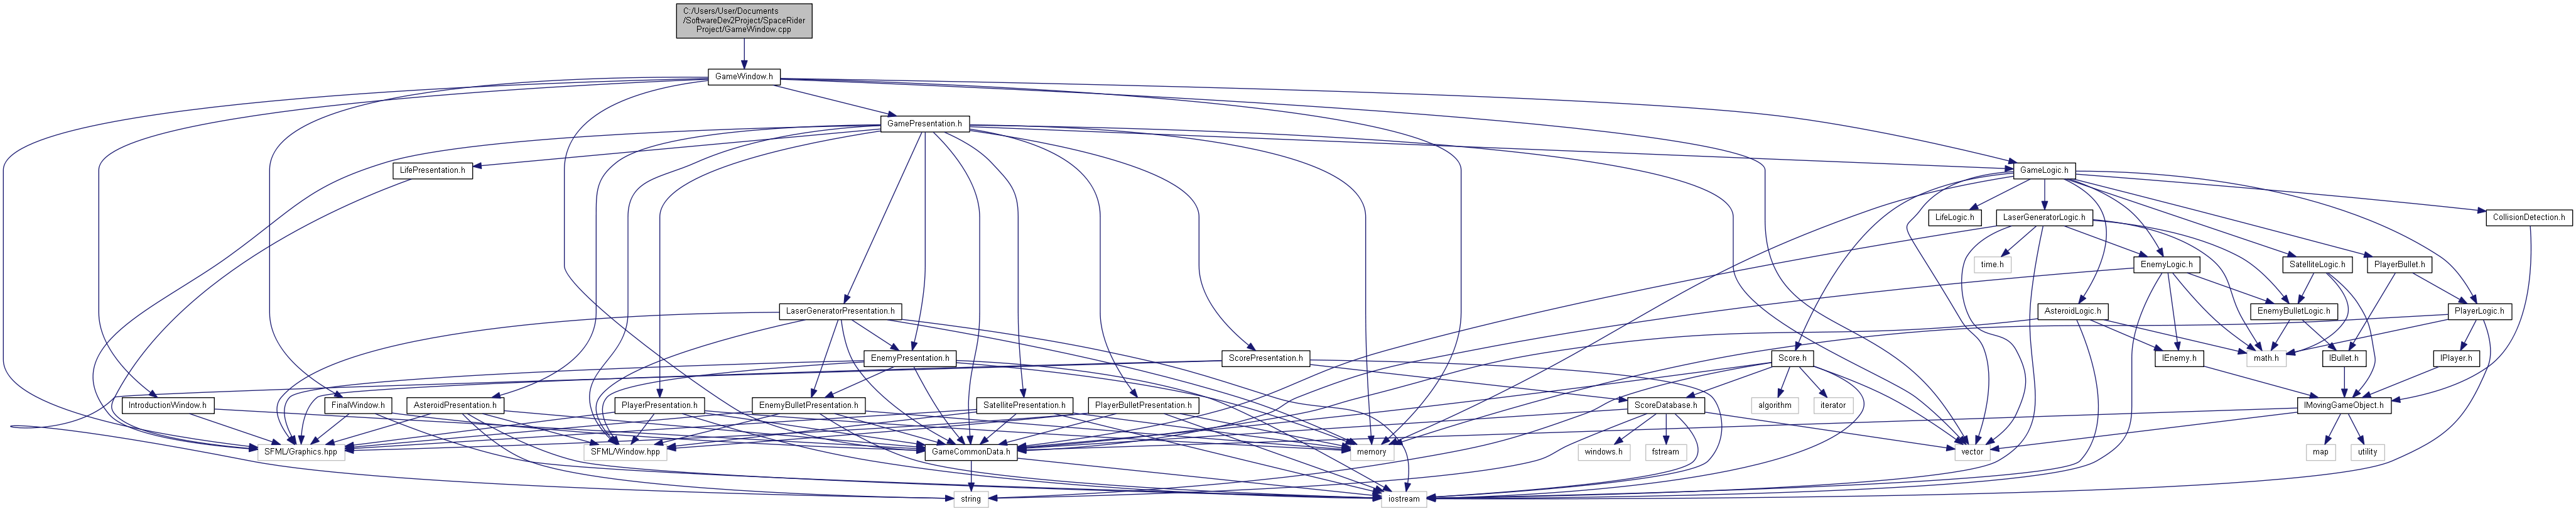 C:/Users/User/Documents
/SoftwareDev2Project/SpaceRider
Project/GameWindow.cpp
GameWindow.h
GamePresentation.h
LifePresentation.h
GameLogic.h
LifeLogic.h
LaserGeneratorLogic.h
CollisionDetection.h
time.h
EnemyLogic.h
SatelliteLogic.h
PlayerBullet.h
LaserGeneratorPresentation.h
AsteroidLogic.h
EnemyBulletLogic.h
PlayerLogic.h
EnemyPresentation.h
ScorePresentation.h
Score.h
IEnemy.h
math.h
IBullet.h
IPlayer.h
IntroductionWindow.h
FinalWindow.h
AsteroidPresentation.h
PlayerPresentation.h
EnemyBulletPresentation.h
SatellitePresentation.h
PlayerBulletPresentation.h
ScoreDatabase.h
algorithm
iterator
IMovingGameObject.h
SFML/Graphics.hpp
SFML/Window.hpp
GameCommonData.h
memory
windows.h
fstream
vector
map
utility
string
iostream